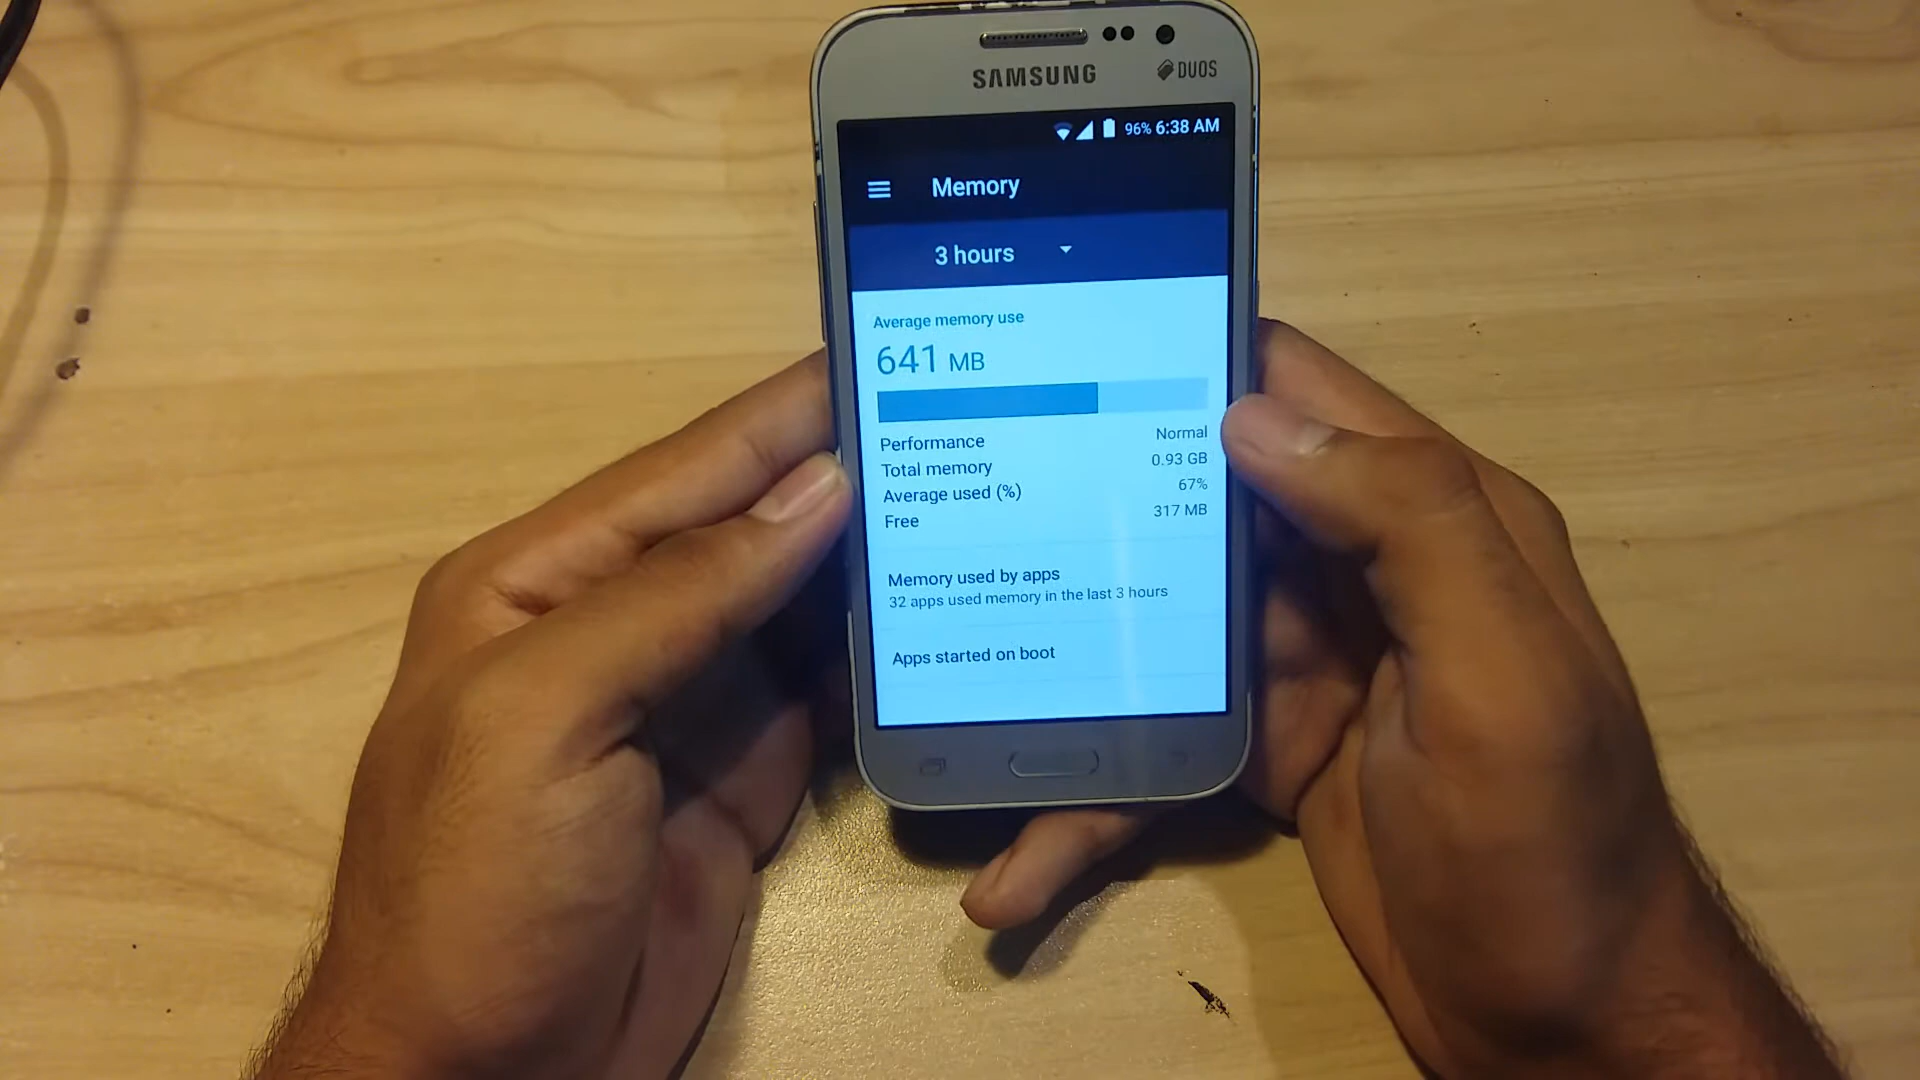 SAMSUNG
DUOS
96% 6:38 AM
Memory
3 hours
Average memory use
641 MB
Performance Normal
Total memory 0.93 GB
Average used (%) 67%
Free 317 MB
Memory used by apps
32 apps used memory in the last 3 hours
Apps started on boot